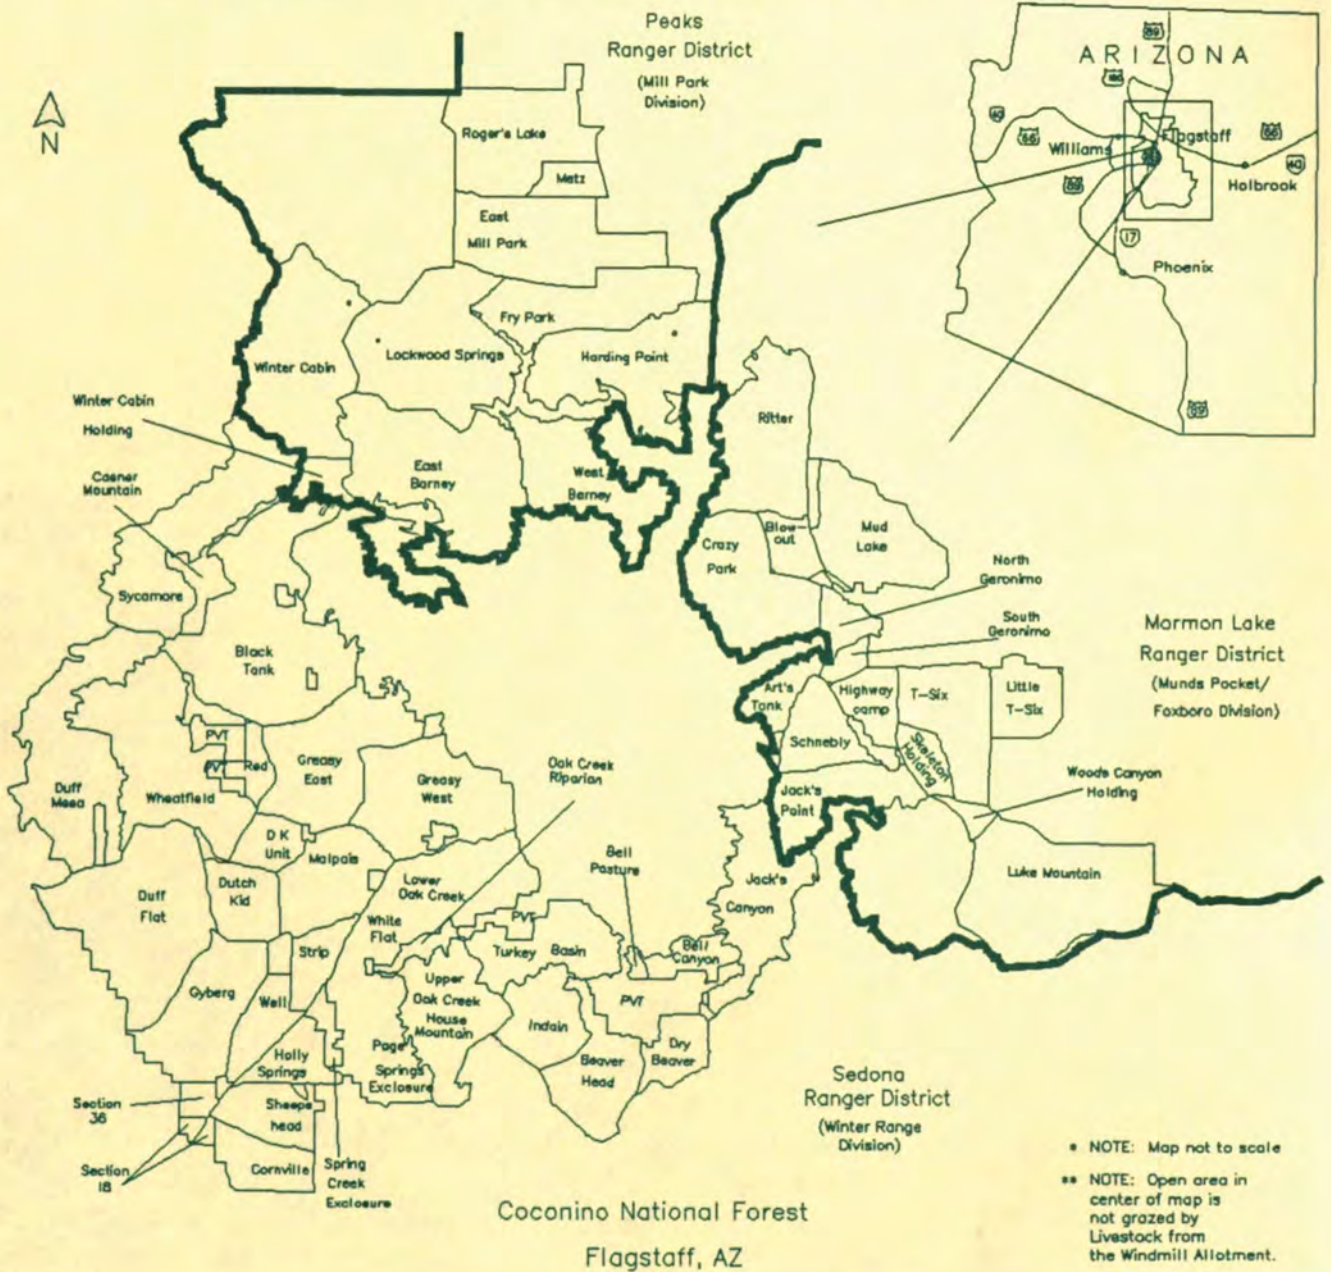 Peaks
Ranger District
(Mill Park
Division)
ARIZONA
89
40
66
Williams
Flagstaff
66
40
Holbrook
89
17
Phoenix
N
Roger's Lake
Metz
East
Mill Park
Fry Park
Winter Cabin
Lockwood Springs
Harding Point
Winter Cabin
Holding
Ritter
Casner
Mountain
East
Barney
West
Barney
Blow-
out
Mud
Lake
Crazy
Park
North
Geronimo
Sycamore
South
Geronimo
Mormon Lake
Ranger District
(Munds Pocket/
Foxboro Division)
Black
Tank
Art's
Tank
Highway
camp
T-Six
Little
T-Six
PVT
PVT
Red
Greasy
East
Schnebly
Skeleton
Holding
Oak Creek
Riparian
Duff
Mesa
Wheatfield
Greasy
West
Jack's
Point
Woods Canyon
Holding
D K
Unit
Malpais
Bell
Pasture
Lower
Oak Creek
Jack's
Canyon
Luke Mountain
Duff
Flat
Dutch
Kid
White
Flat
PVT
Turkey
Basin
Bell
Canyon
Strip
Gyberg
Well
Upper
Oak Creek
House
Mountain
PVT
Indain
Dry
Beaver
Page
Springs
Exclosure
Beaver
Head
Holly
Springs
Section
36
Sheeps
head
Sedona
Ranger District
(Winter Range
Division)
Section
18
Cornville
Spring
Creek
Exclosure
* NOTE: Map not to scale
** NOTE: Open area in
center of map is
not grazed by
Livestock from
the Windmill Allotment.
Coconino National Forest
Flagstaff, AZ